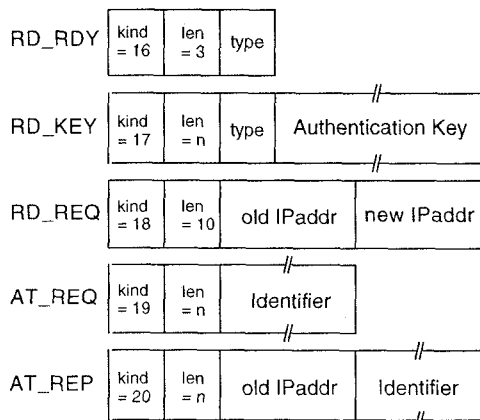 RD_RDY kind = 16 len = 3 type
RD_KEY kind = 17 len = n type Authentication Key
RD_REQ kind = 18 len = 10 old IPaddr new IPaddr
AT_REQ kind = 19 len = n Identifier
AT_REP kind = 20 len = n old IPaddr Identifier